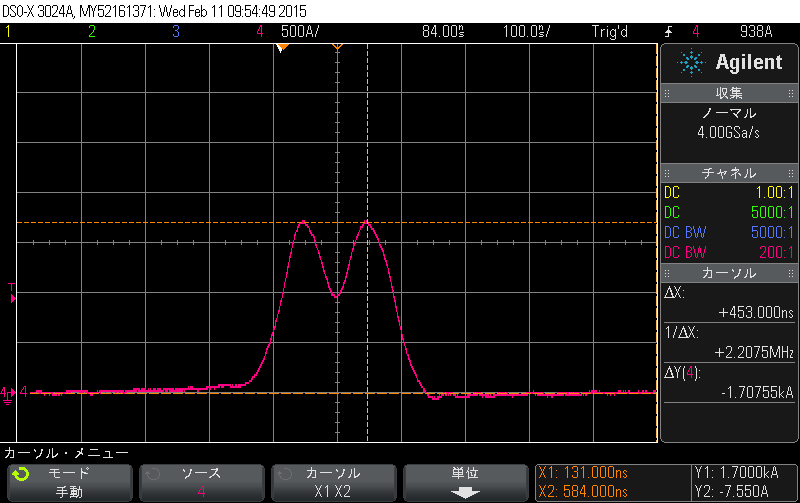 DSO-X 3024A, MY52161371: Wed Feb 11 09:54:49 2015
1 2 3 4 500A/ 84.00ns 100.0ns/ Trig'd 4 938A
Agilent
収集
ノーマル
4.00GSa/s
チャネル
DC 1.00:1
DC 5000:1
DC BW 5000:1
DC BW 200:1
カーソル
ΔX:
+453.000ns
1/ΔX:
+2.2075MHz
ΔY(4):
-1.70755kA
T
4 4
カーソル・メニュー
モード
手動
ソース
4
カーソル
X1 X2
単位
X1: 131.000ns
X2: 584.000ns
Y1: 1.7000kA
Y2: -7.550A